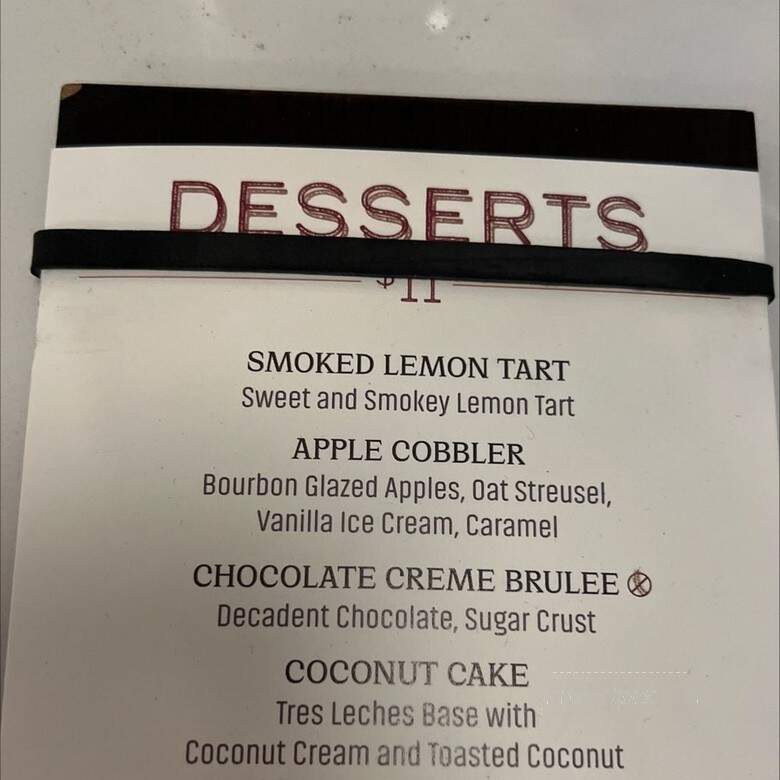 DESSERTS
$11
SMOKED LEMON TART
Sweet and Smokey Lemon Tart
APPLE COBBLER
Bourbon Glazed Apples, Oat Streusel,
Vanilla Ice Cream, Caramel
CHOCOLATE CREME BRULEE
Decadent Chocolate, Sugar Crust
COCONUT CAKE
Tres Leches Base with
Coconut Cream and Toasted Coconut